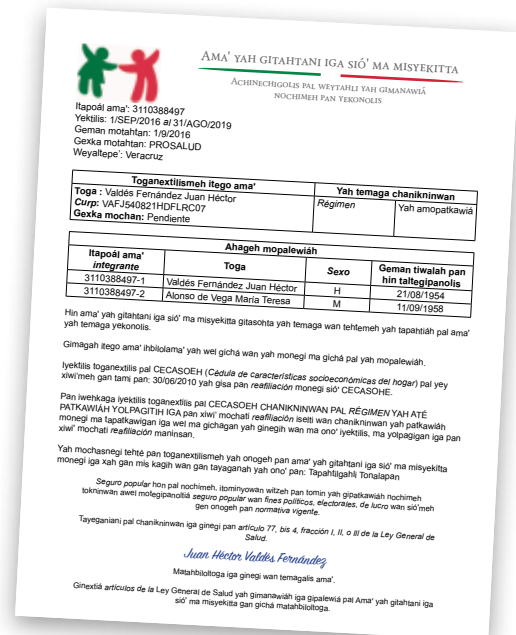 Ama' yah gitahtani iga sió' ma misyekitta
Achinechigolis pal weytahli yah gimanawiá
nochimeh pan yekonolis
Itapoál ama': 3110388497
Yektilis: 1/SEP/2016 al 31/AGO/2019
Geman motahtan: 1/9/2016
Gexka motahtan: PROSALUD
Weyaltepe': Veracruz
Toganextilismeh itego ama' Yah temaga chanikninwan
Toga : Valdés Fernández Juan Héctor Régimen Yah amopatkawiá
Curp: VAFJ540821HDFLRC07
Gexka mochan: Pendiente
Ahageh mopalewiáh
Itapoál ama' integrante Toga Sexo Geman tiwalah pan hin taltegipanolis
3110388497-1 Valdés Fernández Juan Héctor H 21/08/1954
3110388497-2 Alonso de Vega María Teresa M 11/09/1958
Hin ama' yah gitahtani iga sió' ma misyekitta gitasohta yah temaga wan tehtemeh yah tapahtiáh pal ama'
yah temaga yekonolis.
Gimagah itego ama' ihbilolama' yah wel gichá wan yah monegi ma gichá pal yah mopalewiáh.
Iyektilis toganextilis pal CECASOEH (Cédula de características socioeconómicas del hogar) pal yey
xiwi'meh gan tami pan: 30/06/2010 yah gisa pan reafiliación monegi sió' CECASOHE.
Pan iwehkaga iyektilis toganextilis pal CECASOEH CHANIKNINWAN PAL RÉGIMEN YAH ATÉ
PATKAWIÁH YOLPAGITIH IGA pan xiwi' mochati reafiliación iselti wan chanikninwan yah patkawiáh
monegi ma tapatkawigan iga wel ma gichagan yah ginegih wan ma ono' iyektilis, ma yolpagigan iga pan
xiwi' mochati reafiliación maninsan.
Yah mochasnegi tehté pan toganextilismeh yah onogeh pan ama' yah gitahtani iga sió' ma misyekitta
monegi iga xah gan mis kagih wan gan tayaganah yah ono' pan: Tapahtilgahli Tonalapan
Seguro popular hon pal nochimeh, itominyowan witzeh pan tomin yah gipatkawiáh nochimeh
tokninwan awel motegipanoltiá seguro popular wan fines políticos, electorales, de lucro wan sió'meh
gen onogeh pan normativa vigente.
Tayeganiani pal chanikninwan iga ginegi pan artículo 77, bis 4, fracción I, II, o III de la Ley General de
Salud.
Juan Héctor Valdés Fernández
Matahbiloltoga iga ginegi wan temagalis ama'.
Ginextiá artículos de la Ley General de Salud yah gimanawiáh iga gipalewiá pal Ama' yah gitahtani iga
sió' ma misyekitta pan gichá matahbiloltoga.